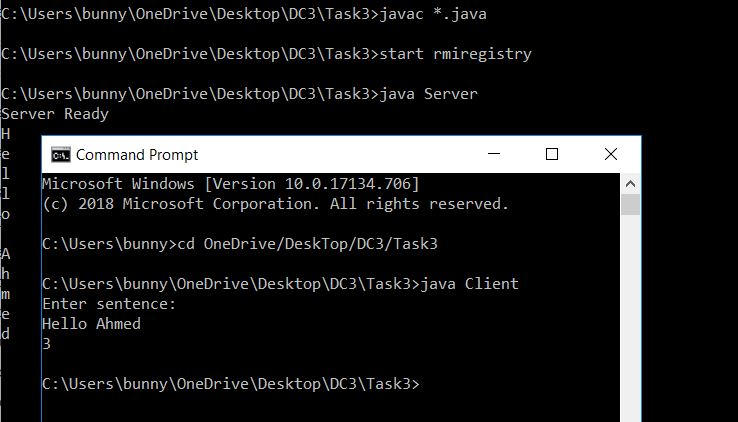 C:\Users\bunny\OneDrive\Desktop\DC3\Task3>javac *.java
C:\Users\bunny\OneDrive\Desktop\DC3\Task3>start rmiregistry
C:\Users\bunny\OneDrive\Desktop\DC3\Task3>java Server
Server Ready
H
e
l
l
o
A
h
m
e
d
Command Prompt
Microsoft Windows [Version 10.0.17134.706]
(c) 2018 Microsoft Corporation. All rights reserved.
C:\Users\bunny>cd OneDrive/DeskTop/DC3/Task3
C:\Users\bunny\OneDrive\Desktop\DC3\Task3>java Client
Enter sentence:
Hello Ahmed
3
C:\Users\bunny\OneDrive\Desktop\DC3\Task3>